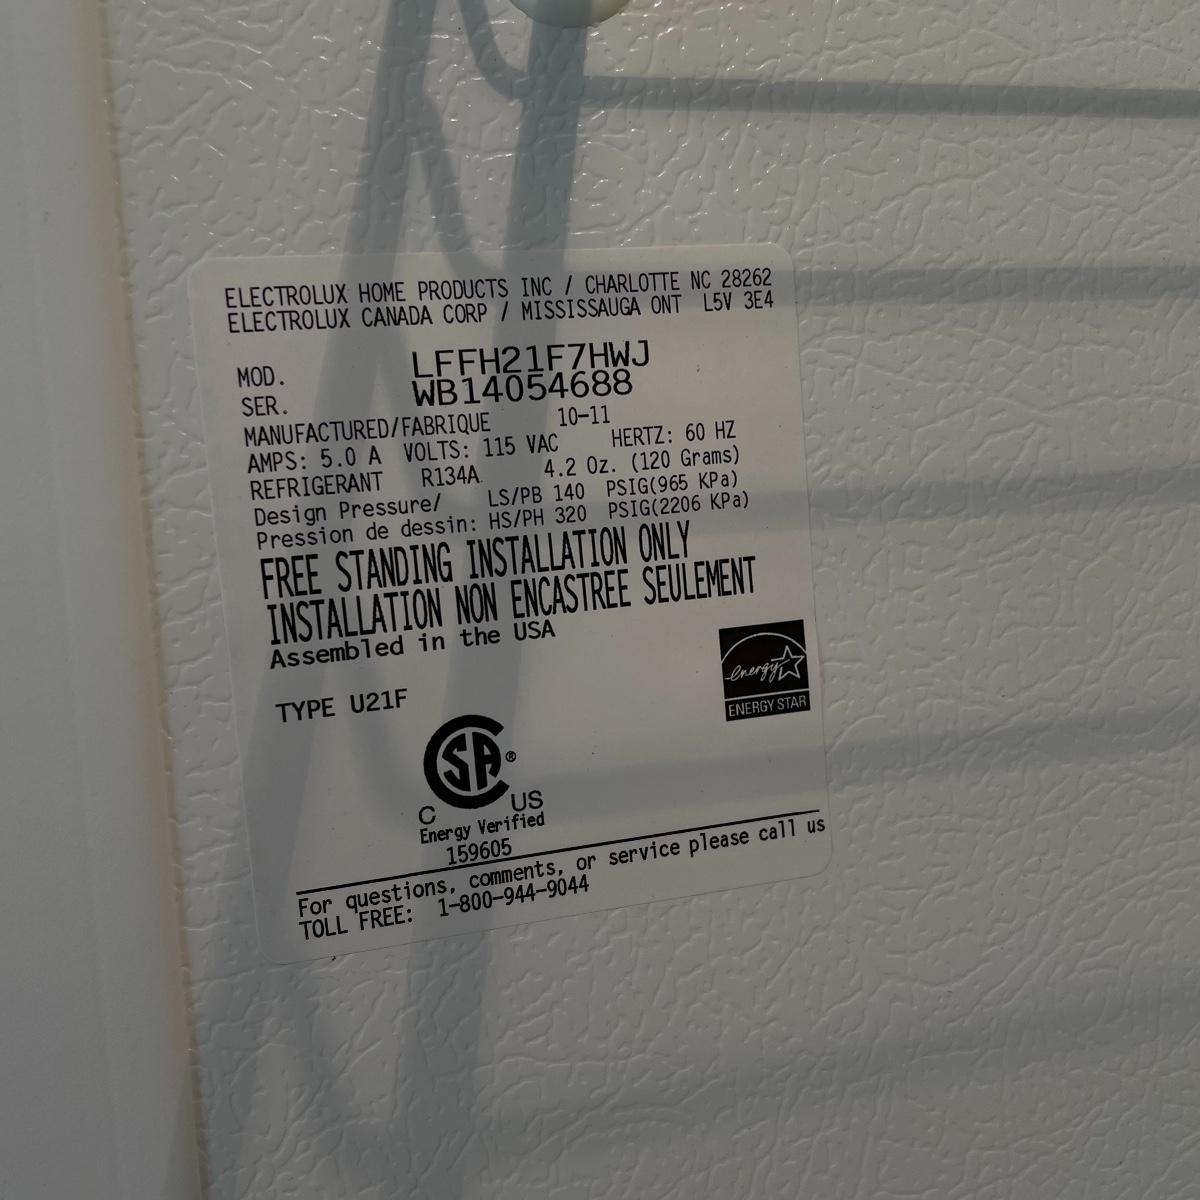 ELECTROLUX HOME PRODUCTS INC / CHARLOTTE NC 28262
ELECTROLUX CANADA CORP / MISSISSAUGA ONT L5V 3E4
MOD. LFFH21F7HWJ
SER. WB14054688
MANUFACTURED/FABRIQUE 10-11
AMPS: 5.0 A VOLTS: 115 VAC HERTZ: 60 HZ
REFRIGERANT R134A 4.2 Oz. (120 Grams)
Design Pressure/ LS/PB 140 PSIG(965 KPa)
Pression de dessin: HS/PH 320 PSIG(2206 KPa)
FREE STANDING INSTALLATION ONLY
INSTALLATION NON ENCASTREE SEULEMENT
Assembled in the USA
energy
ENERGY STAR
TYPE U21F
CSA®
C US
Energy Verified
159605
For questions, comments, or service please call us
TOLL FREE: 1-800-944-9044